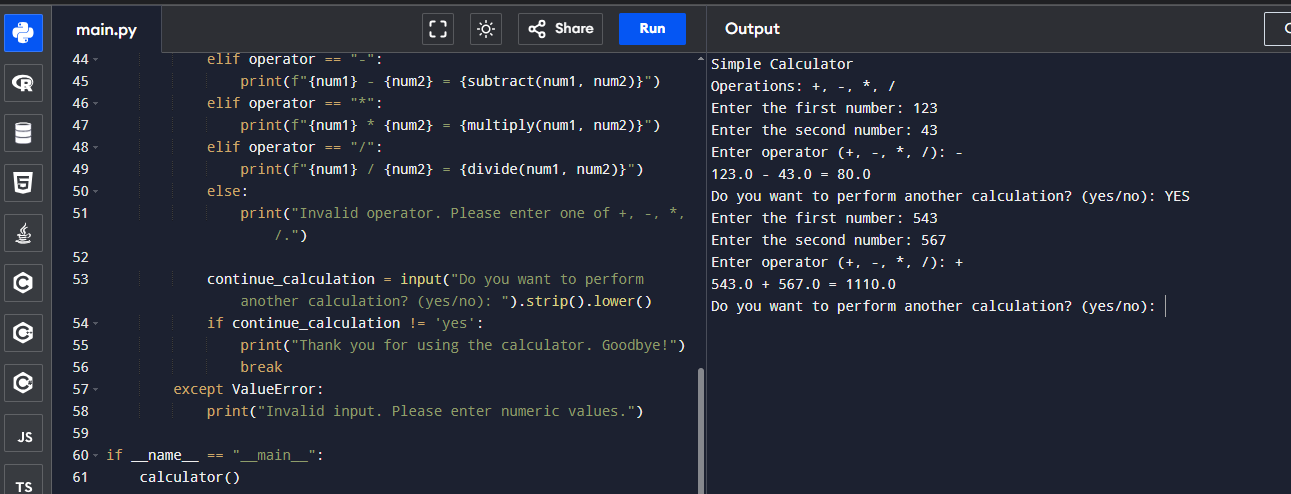 main.py
Share
Run
Output
44 elif operator == "-":
45 print(f"{num1} - {num2} = {subtract(num1, num2)}")
46 elif operator == "*":
47 print(f"{num1} * {num2} = {multiply(num1, num2)}")
48 elif operator == "/":
49 print(f"{num1} / {num2} = {divide(num1, num2)}")
50 else:
51 print("Invalid operator. Please enter one of +, -, *,
/.")
52
53 continue_calculation = input("Do you want to perform
another calculation? (yes/no): ").strip().lower()
54 if continue_calculation != 'yes':
55 print("Thank you for using the calculator. Goodbye!")
56 break
57 except ValueError:
58 print("Invalid input. Please enter numeric values.")
59
60 if __name__ == "__main__":
61 calculator()
Simple Calculator
Operations: +, -, *, /
Enter the first number: 123
Enter the second number: 43
Enter operator (+, -, *, /): -
123.0 - 43.0 = 80.0
Do you want to perform another calculation? (yes/no): YES
Enter the first number: 543
Enter the second number: 567
Enter operator (+, -, *, /): +
543.0 + 567.0 = 1110.0
Do you want to perform another calculation? (yes/no):
R
5
C
C
C
JS
TS